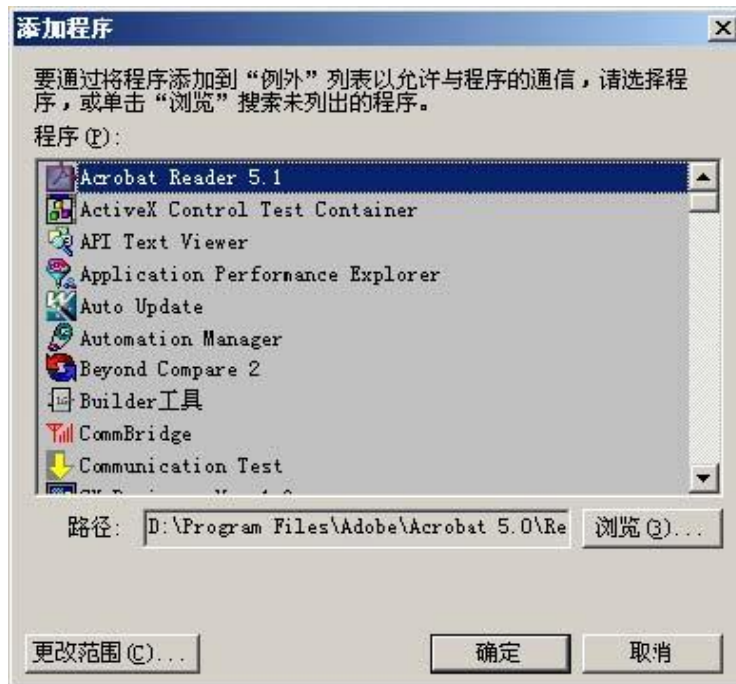 添加程序
要通过将程序添加到“例外”列表以允许与程序的通信，请选择程
序，或单击“浏览”搜索未列出的程序。
程序(P):
Acrobat Reader 5.1
ActiveX Control Test Container
API Text Viewer
Application Performance Explorer
Auto Update
Automation Manager
Beyond Compare 2
Builder工具
CommBridge
Communication Test
路径: D:\Program Files\Adobe\Acrobat 5.0\Re 浏览(B)...
更改范围(C)... 确定 取消